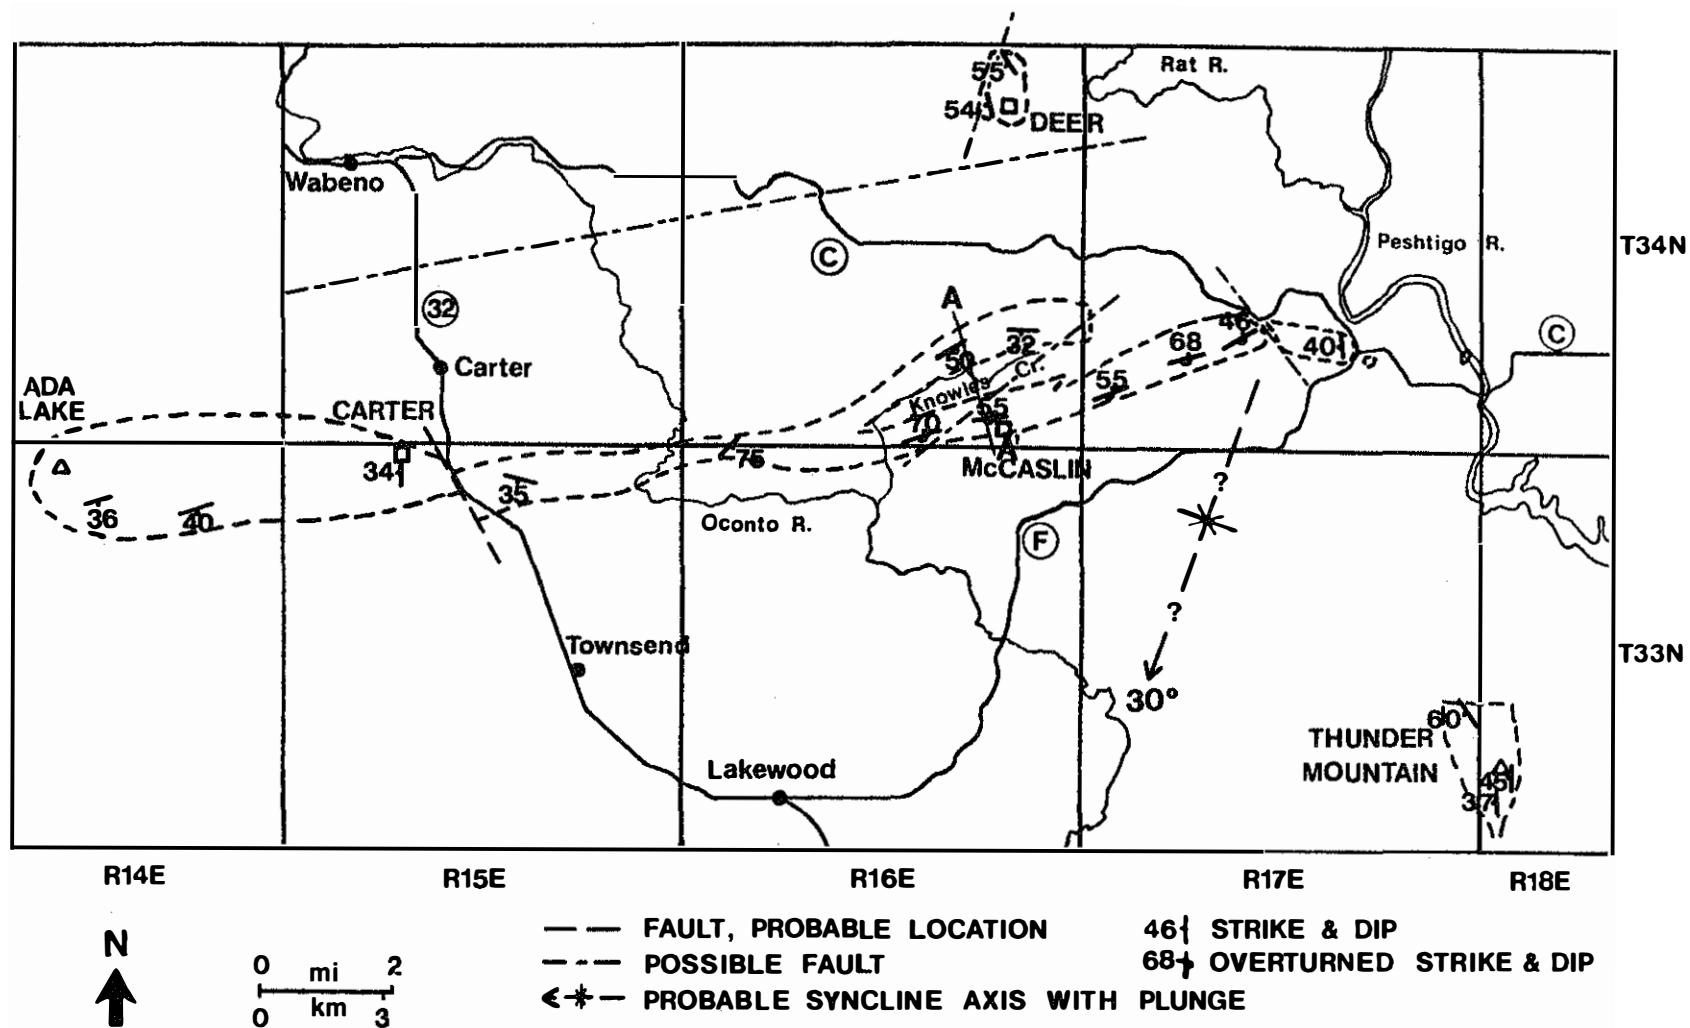 55
54
DEER
Rat R.
Wabeno
Peshtigo R.
T34N
C
32
A
C
46
68
40
32
50
Cr.
Knowles
55
Carter
ADA
LAKE
CARTER
55
70
75
A'
McCASLIN
34
35
36
40
Oconto R.
F
?
?
Townsend
T33N
30°
60
THUNDER
MOUNTAIN
45
37
Lakewood
R14E
R15E
R16E
R17E
R18E
N
0 mi 2
0 km 3
FAULT, PROBABLE LOCATION
POSSIBLE FAULT
PROBABLE SYNCLINE AXIS WITH PLUNGE
46 STRIKE & DIP
68 OVERTURNED STRIKE & DIP